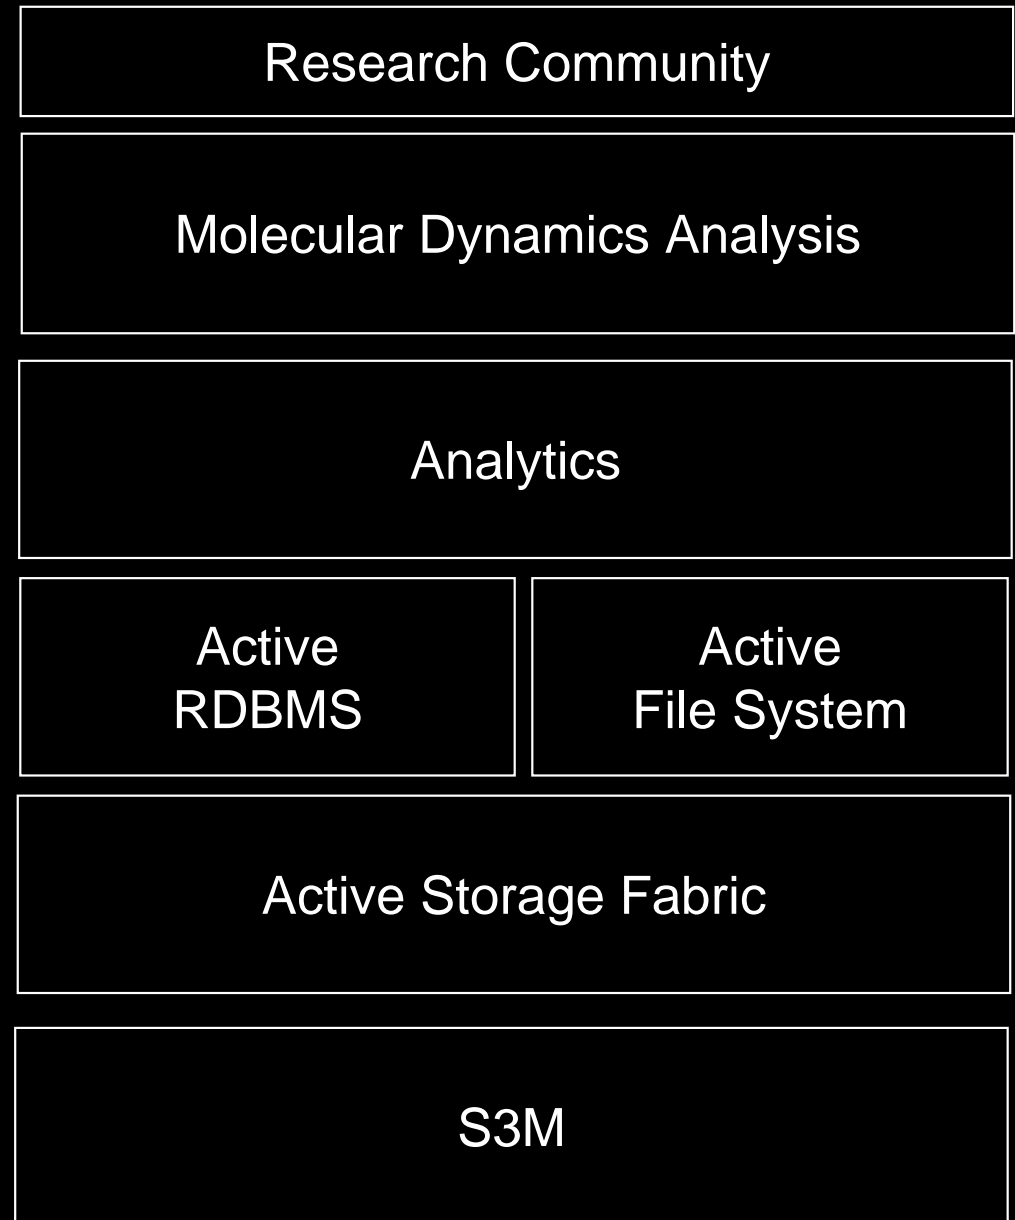 Research Community
Molecular Dynamics Analysis
Analytics
Active
RDBMS
Active
File System
Active Storage Fabric
S3M